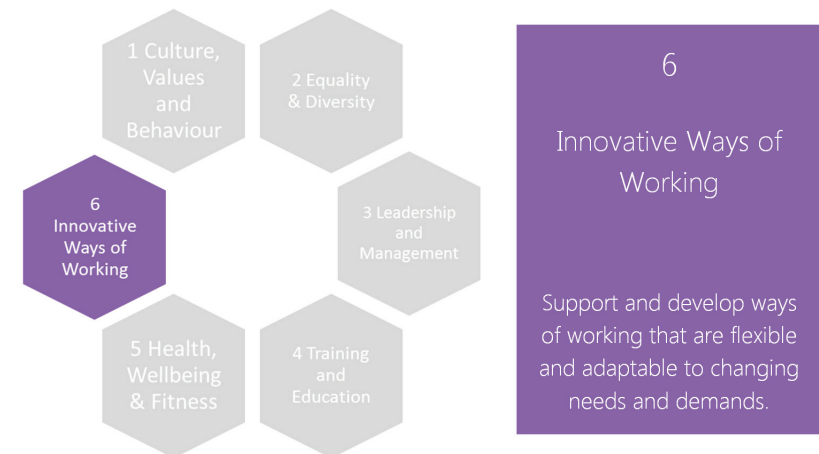 1 Culture,
Values
and
Behaviour
2 Equality
& Diversity
3 Leadership
and
Management
4 Training
and
Education
5 Health,
Wellbeing
& Fitness
6
Innovative
Ways of
Working
6
Innovative Ways of
Working
Support and develop ways
of working that are flexible
and adaptable to changing
needs and demands.